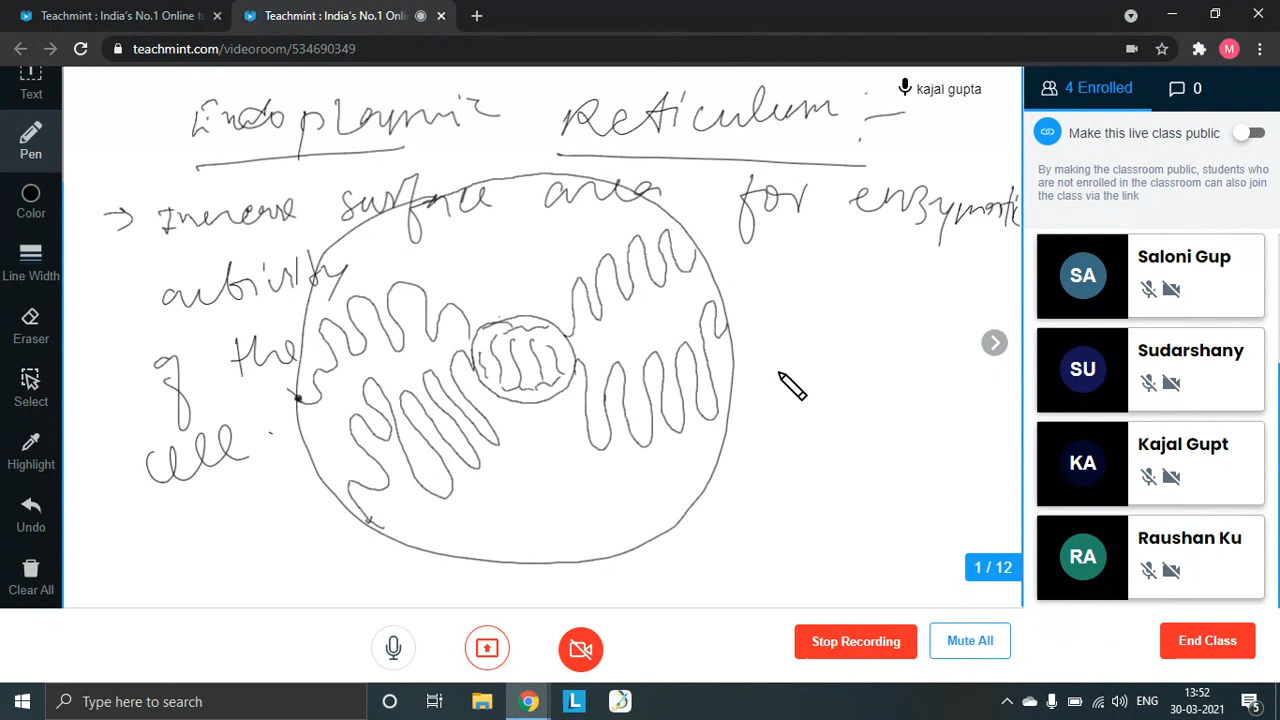 Teachmint : India's No.1 Online te
Teachmint : India's No.1 Onli
teachmint.com/videoroom/534690349
M
Text
Pen
Color
Line Width
Eraser
Select
Highlight
Undo
Clear All
kajal gupta
Endoplasmic Reticulum :-
→ Increase surface area for enzymatic
activity
of the
cell.
1 / 12
4 Enrolled
0
Make this live class public
By making the classroom public, students
who are not enrolled in the classroom can also join
the class via the link
SA
Saloni Gup
SU
Sudarshany
KA
Kajal Gupt
RA
Raushan Ku
Stop Recording
Mute All
End Class
Type here to search
L
ENG
13:52
30-03-2021
5